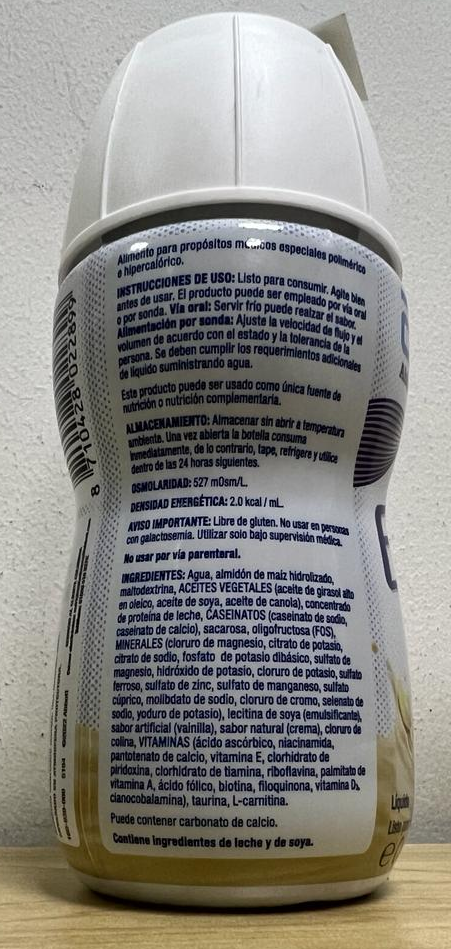 Alimento para propósitos médicos especiales polimérico
e hipercalórico.
INSTRUCCIONES DE USO: Listo para consumir. Agite bien
antes de usar. El producto puede ser empleado por vía oral
o por sonda. Vía oral: Servir frío puede realzar el sabor.
Alimentación por sonda: Ajuste la velocidad de flujo y el
volumen de acuerdo con el estado y la tolerancia de la
persona. Se deben cumplir los requerimientos adicionales
de líquido suministrando agua.
Este producto puede ser usado como única fuente de
nutrición o nutrición complementaria.
ALMACENAMIENTO: Almacenar sin abrir a temperatura
ambiente. Una vez abierta la botella consuma
inmediatamente, de lo contrario, tape, refrigere y utilice
dentro de las 24 horas siguientes.
OSMOLARIDAD: 527 mOsm/L.
DENSIDAD ENERGÉTICA: 2.0 kcal / mL.
AVISO IMPORTANTE: Libre de gluten. No usar en personas
con galactosemia. Utilizar solo bajo supervisión médica.
No usar por vía parenteral.
INGREDIENTES: Agua, almidón de maíz hidrolizado,
maltodextrina, ACEITES VEGETALES (aceite de girasol alto
en oleico, aceite de soya, aceite de canola), concentrado
de proteína de leche, CASEINATOS (caseinato de sodio,
caseinato de calcio), sacarosa, oligofructosa (FOS),
MINERALES (cloruro de magnesio, citrato de potasio,
citrato de sodio, fosfato de potasio dibásico, sulfato de
magnesio, hidróxido de potasio, cloruro de potasio, sulfato
ferroso, sulfato de zinc, sulfato de manganeso, sulfato
cúprico, molibdato de sodio, cloruro de cromo, selenato de
sodio, yoduro de potasio), lecitina de soya (emulsificante),
sabor artificial (vainilla), sabor natural (crema), cloruro de
colina, VITAMINAS (ácido ascórbico, niacinamida,
pantotenato de calcio, vitamina E, clorhidrato de
piridoxina, clorhidrato de tiamina, riboflavina, palmitato de
vitamina A, ácido fólico, biotina, filoquinona, vitamina D₃,
cianocobalamina), taurina, L-carnitina.
Puede contener carbonato de calcio.
Contiene ingredientes de leche y de soya.
8 710428 022899
Líquido
Listo